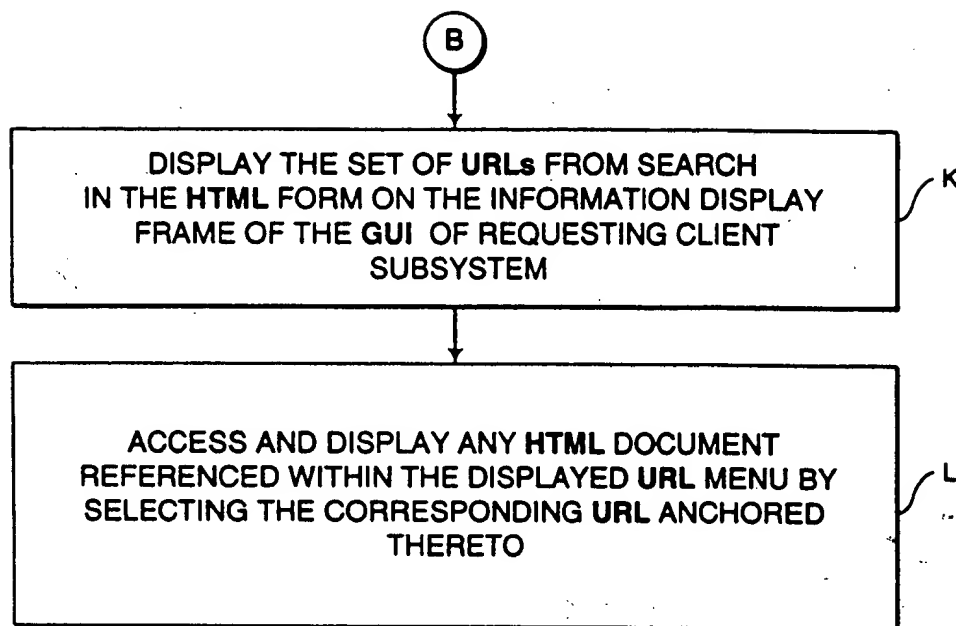 B
DISPLAY THE SET OF URLs FROM SEARCH
IN THE HTML FORM ON THE INFORMATION DISPLAY
FRAME OF THE GUI OF REQUESTING CLIENT
SUBSYSTEM
K
ACCESS AND DISPLAY ANY HTML DOCUMENT
REFERENCED WITHIN THE DISPLAYED URL MENU BY
SELECTING THE CORRESPONDING URL ANCHORED
THERETO
L